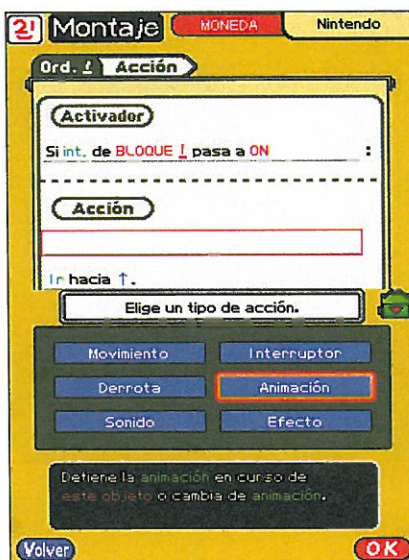 Montaje MONEDA Nintendo
Ord. 1 Acción
Activador
Si int. de BLOQUE 1 pasa a ON :
Acción
Ir hacia ↑.
Elige un tipo de acción.
Movimiento Interruptor
Derrota Animación
Sonido Efecto
Detiene la animación en curso de
este objeto o cambia de animación.
Volver OK